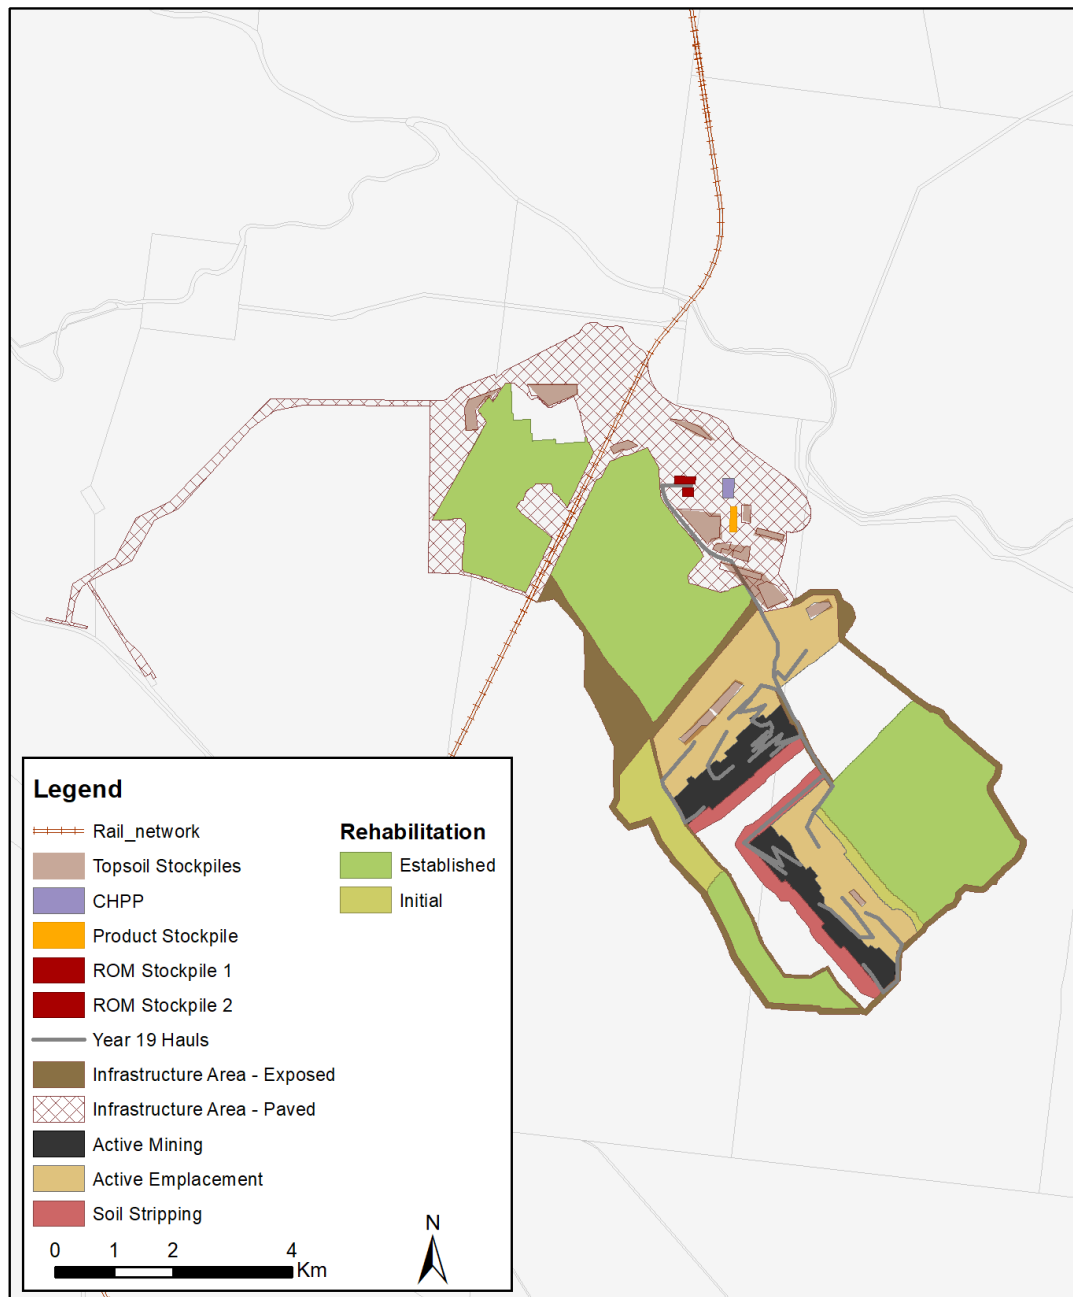 Legend
Rail_network
Topsoil Stockpiles
CHPP
Product Stockpile
ROM Stockpile 1
ROM Stockpile 2
Year 19 Hauls
Infrastructure Area - Exposed
Infrastructure Area - Paved
Active Mining
Active Emplacement
Soil Stripping
Rehabilitation
Established
Initial
0 1 2 4
Km
N